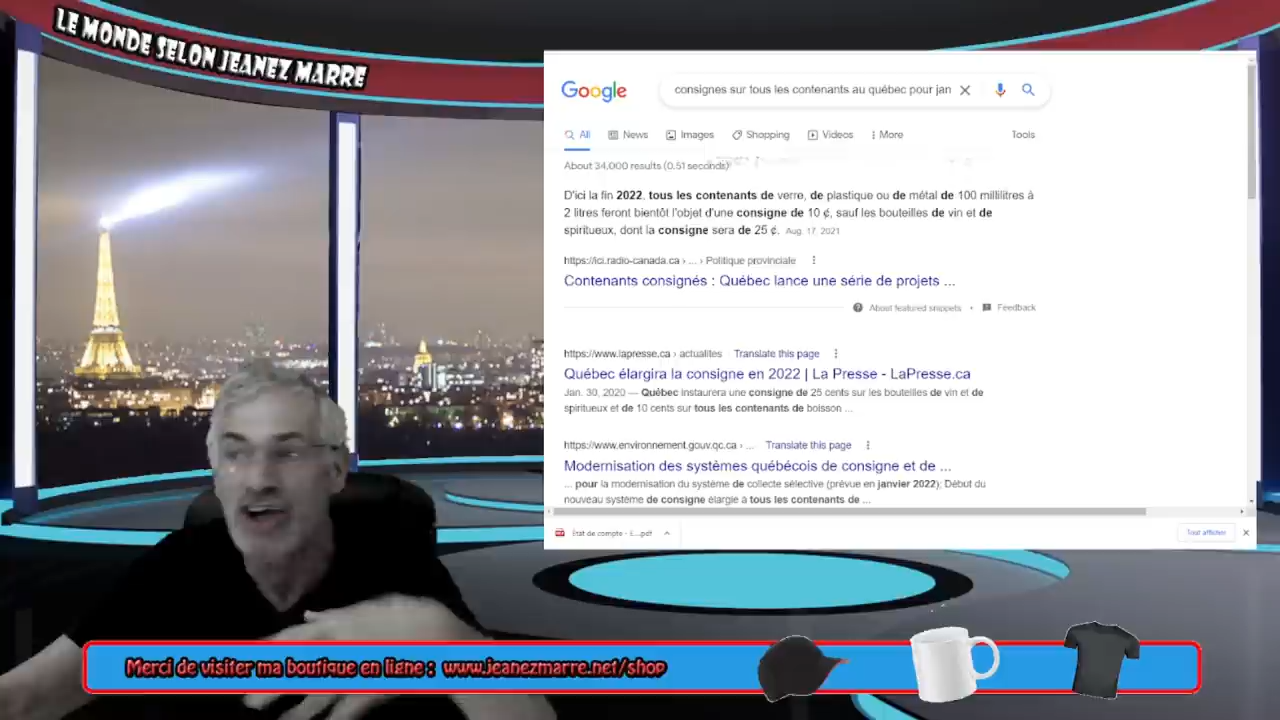 LE MONDE SELON JEANEZ MARRE
Google
consignes sur tous les contenants au québec pour jan
All News Images Shopping Videos More Tools
About 34,000 results (0.51 seconds)
D'ici la fin 2022, tous les contenants de verre, de plastique ou de métal de 100 millilitres à
2 litres feront bientôt l'objet d'une consigne de 10 ¢, sauf les bouteilles de vin et de
spiritueux, dont la consigne sera de 25 ¢. Aug. 17, 2021
https://ici.radio-canada.ca › ... › Politique provinciale
Contenants consignés : Québec lance une série de projets ...
About featured snippets • Feedback
https://www.lapresse.ca › actualites Translate this page
Québec élargira la consigne en 2022 | La Presse - LaPresse.ca
Jan. 30, 2020 — Québec instaurera une consigne de 25 cents sur les bouteilles de vin et de
spiritueux et de 10 cents sur tous les contenants de boisson ...
https://www.environnement.gouv.qc.ca › ... Translate this page
Modernisation des systèmes québécois de consigne et de ...
... pour la modernisation du système de collecte sélective (prévue en janvier 2022); Début du
nouveau système de consigne élargie à tous les contenants de ...
Etat de compte - E....pdf
Tout afficher
Merci de visiter ma boutique en ligne : www.jeanezmarre.net/shop